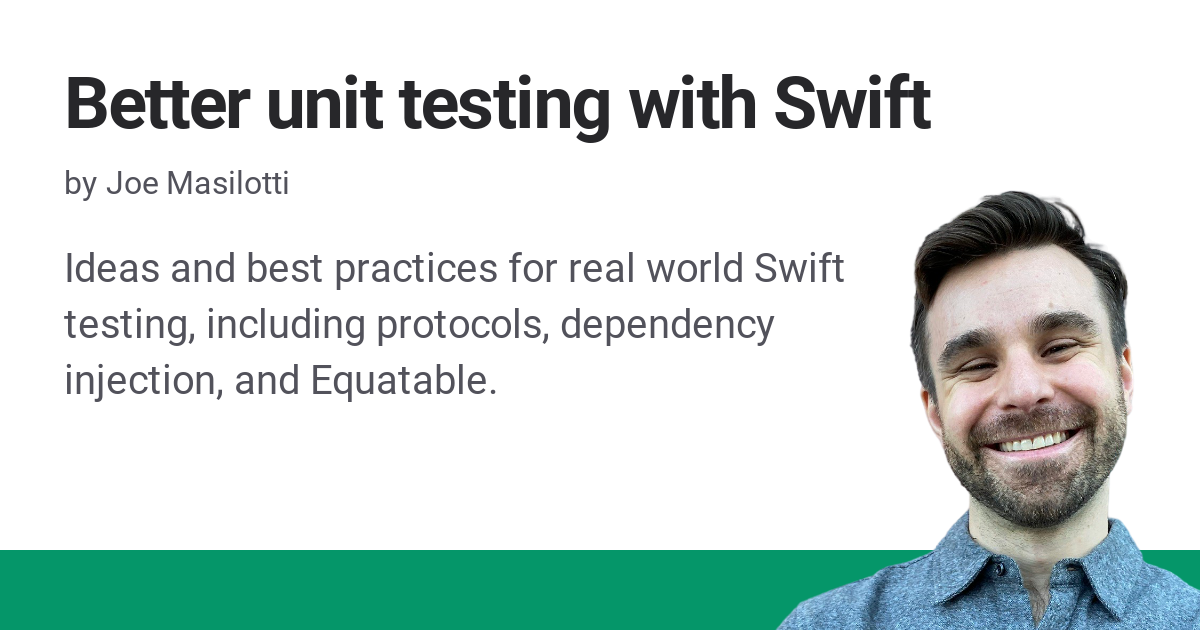 Better unit testing with Swift
by Joe Masilotti
Ideas and best practices for real world Swift
testing, including protocols, dependency
injection, and Equatable.